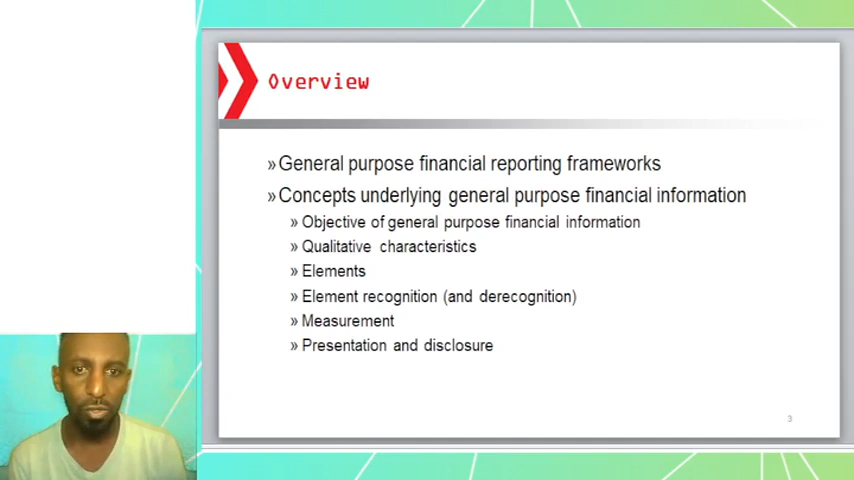 Overview
» General purpose financial reporting frameworks
» Concepts underlying general purpose financial information
» Objective of general purpose financial information
» Qualitative characteristics
» Elements
» Element recognition (and derecognition)
» Measurement
» Presentation and disclosure
3